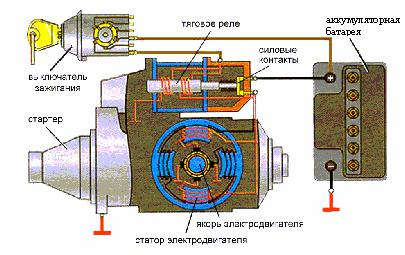 аккумуляторная
батарея
тяговое реле
силовые
контакты
выключатель
зажигания
стартер
якорь электродвигателя
статор электродвигателя